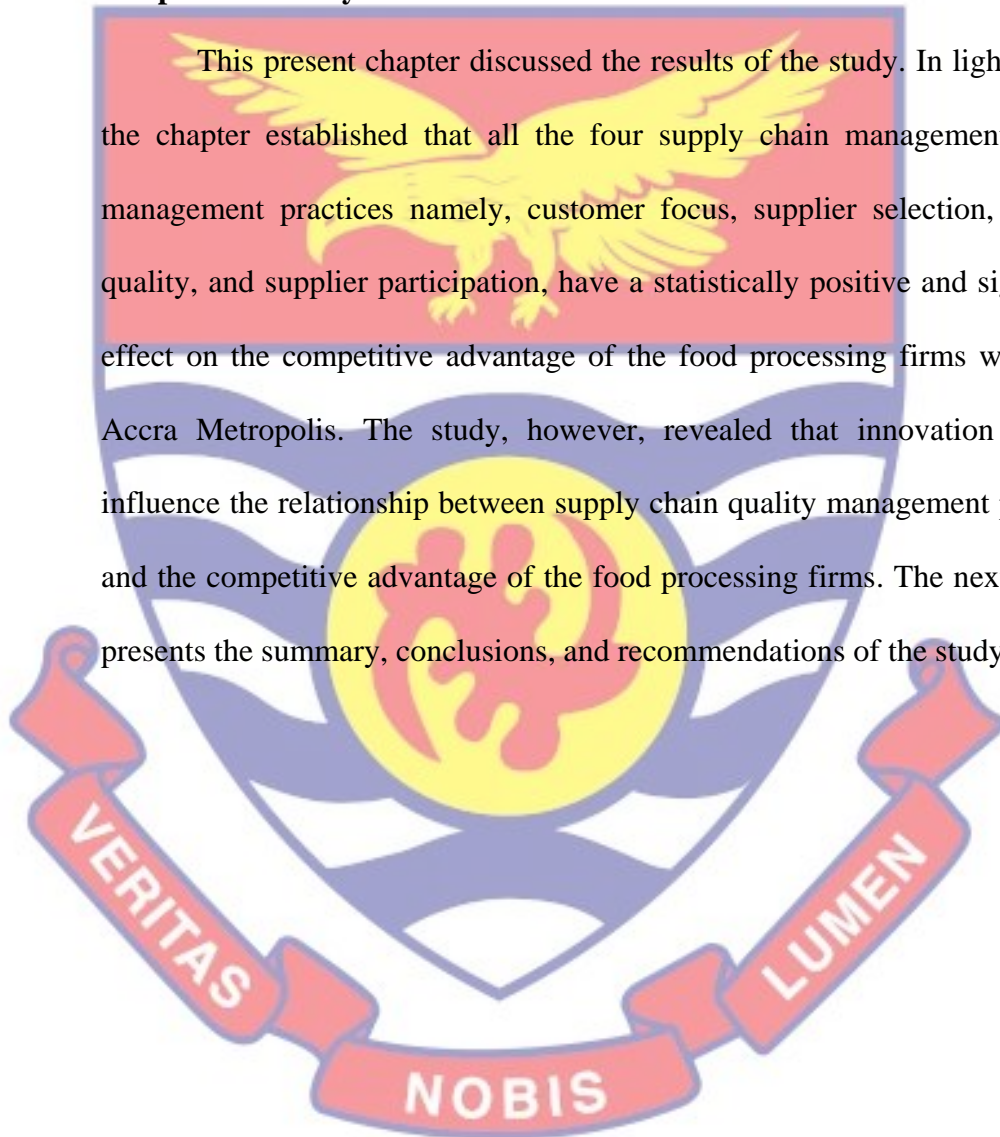 This present chapter discussed the results of the study. In ligh
the chapter established that all the four supply chain managemen
management practices namely, customer focus, supplier selection,
quality, and supplier participation, have a statistically positive and si
effect on the competitive advantage of the food processing firms w
Accra Metropolis. The study, however, revealed that innovation
influence the relationship between supply chain quality management
and the competitive advantage of the food processing firms. The nex
presents the summary, conclusions, and recommendations of the study
VERITAS
NOBIS
LUMEN